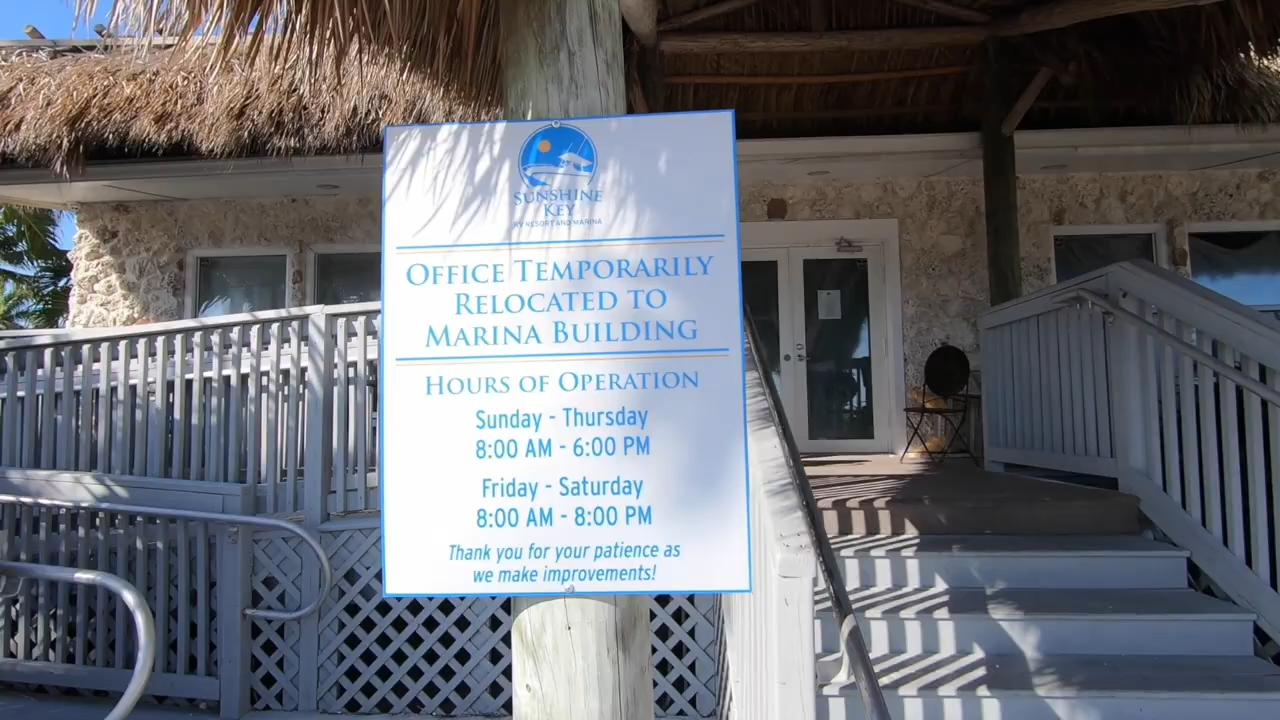 SUNSHINE
KEY
RV RESORT AND MARINA
OFFICE TEMPORARILY
RELOCATED TO
MARINA BUILDING
HOURS OF OPERATION
Sunday - Thursday
8:00 AM - 6:00 PM
Friday - Saturday
8:00 AM - 8:00 PM
Thank you for your patience as
we make improvements!